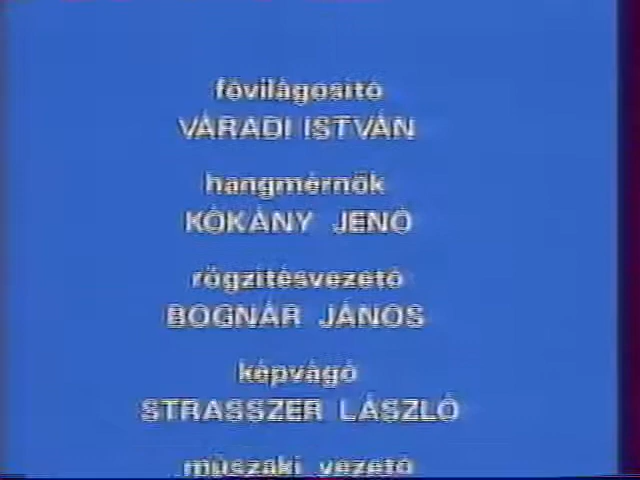 fővilágosító
VÁRADI ISTVÁN
hangmérnök
KÓKÁNY JENŐ
rögzítésvezető
BOGNÁR JÁNOS
képvágó
STRASSZER LÁSZLÓ
műszaki vezető